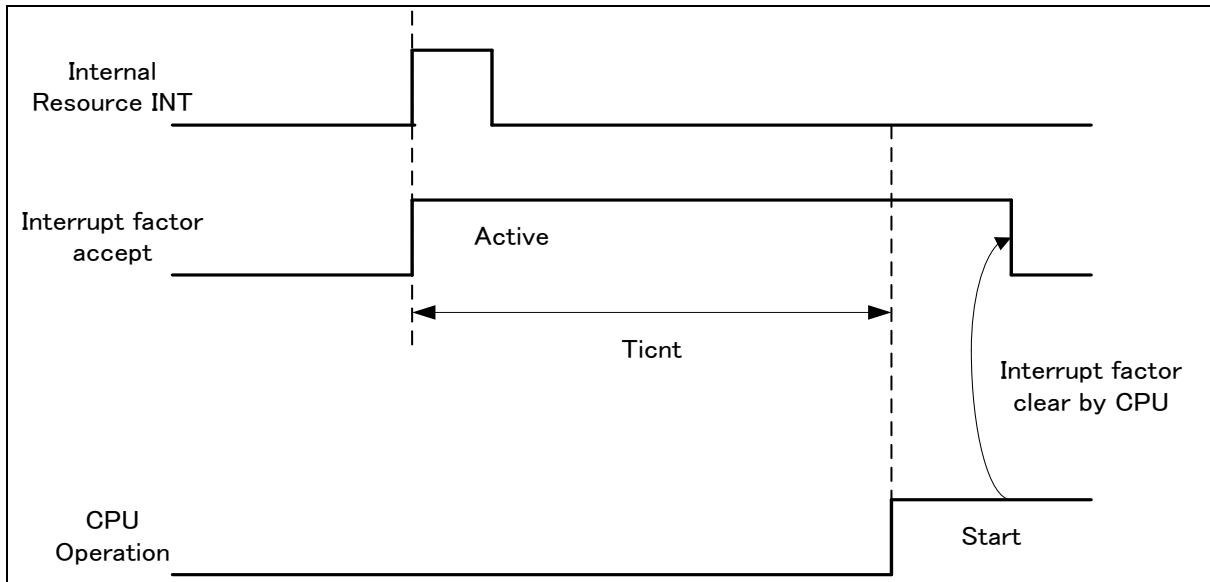 Internal
Resource INT
Interrupt factor
accept
Active
Ticnt
Interrupt factor
clear by CPU
CPU
Operation
Start